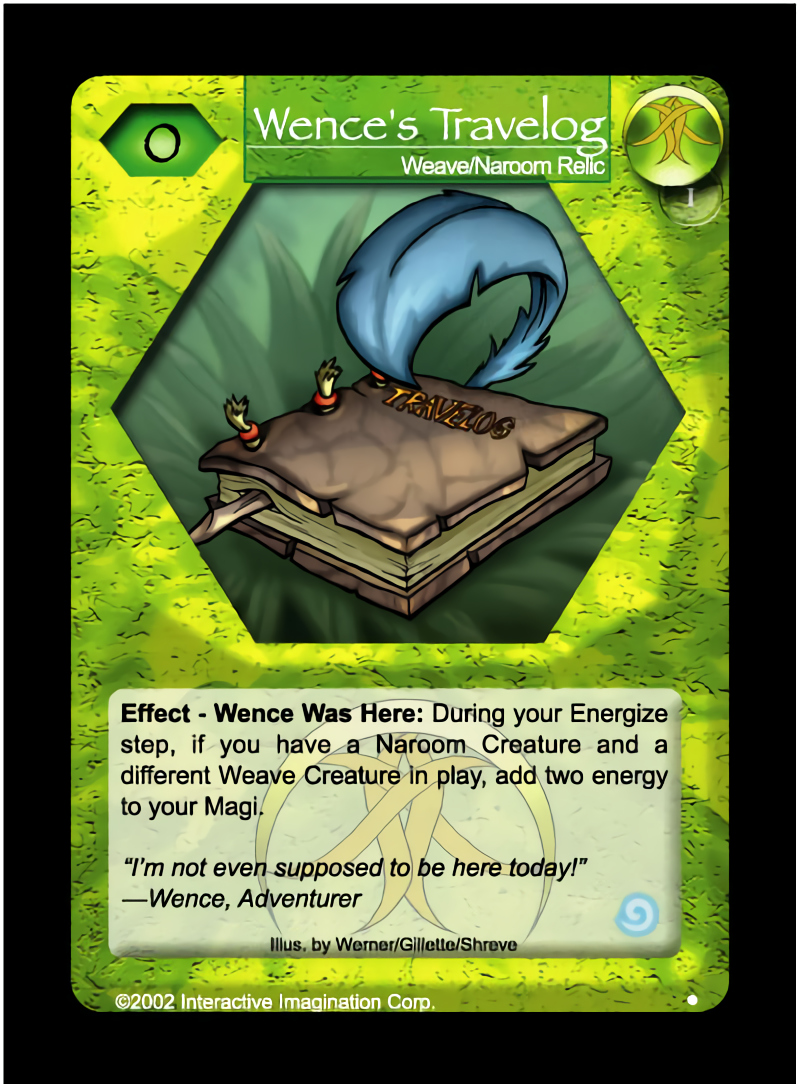 0
Wence's Travelog
Weave/Naroom Relic
I
TRAVELOG
Effect - Wence Was Here: During your Energize
step, if you have a Naroom Creature and a
different Weave Creature in play, add two energy
to your Magi.
“I'm not even supposed to be here today!”
—Wence, Adventurer
Illus. by Werner/Gillette/Shreve
©2002 Interactive Imagination Corp.